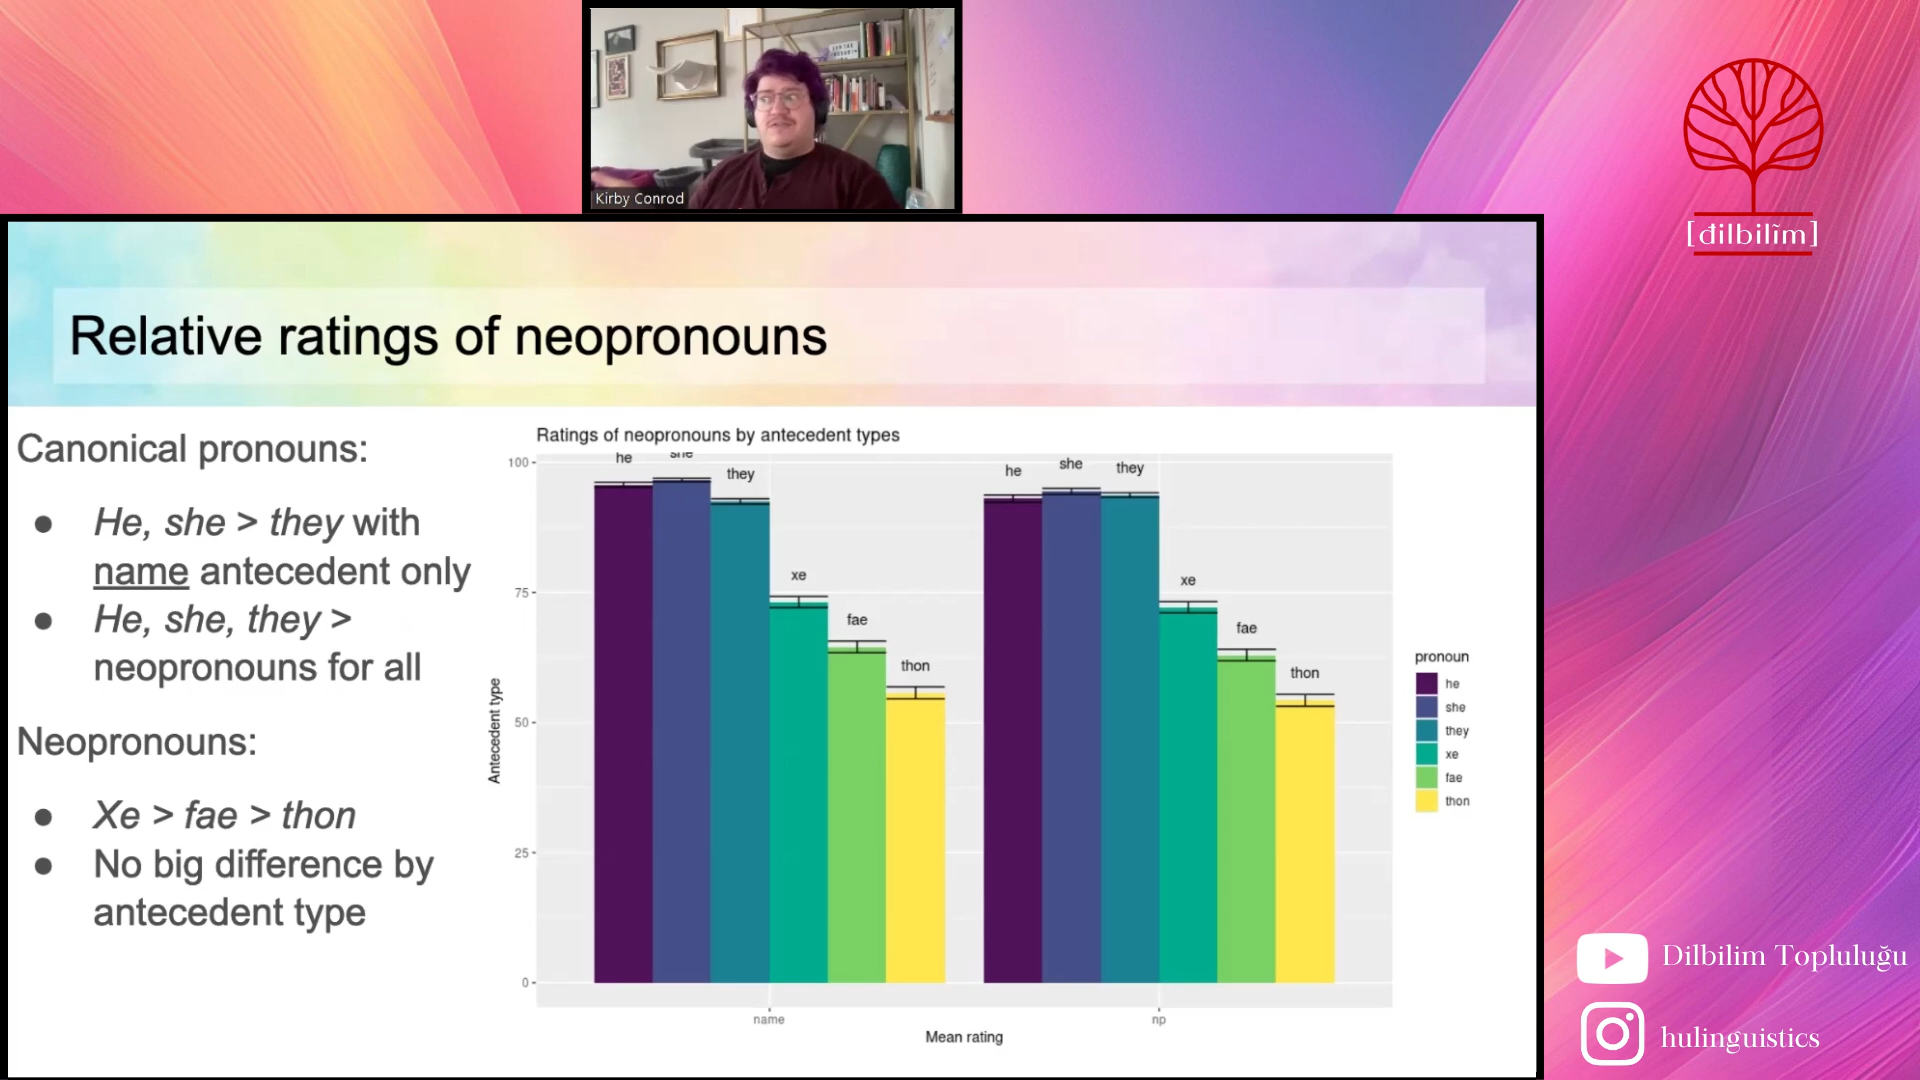 Kirby Conrod
[đilbilĩm]
Relative ratings of neopronouns
Canonical pronouns:
● He, she > they with
name antecedent only
● He, she, they >
neopronouns for all
Neopronouns:
● Xe > fae > thon
● No big difference by
antecedent type
Ratings of neopronouns by antecedent types
100
75
50
25
0
Antecedent type
he
she
they
xe
fae
thon
he
she
they
xe
fae
thon
name
np
Mean rating
pronoun
he
she
they
xe
fae
thon
Dilbilim Topluluğu
hulinguistics